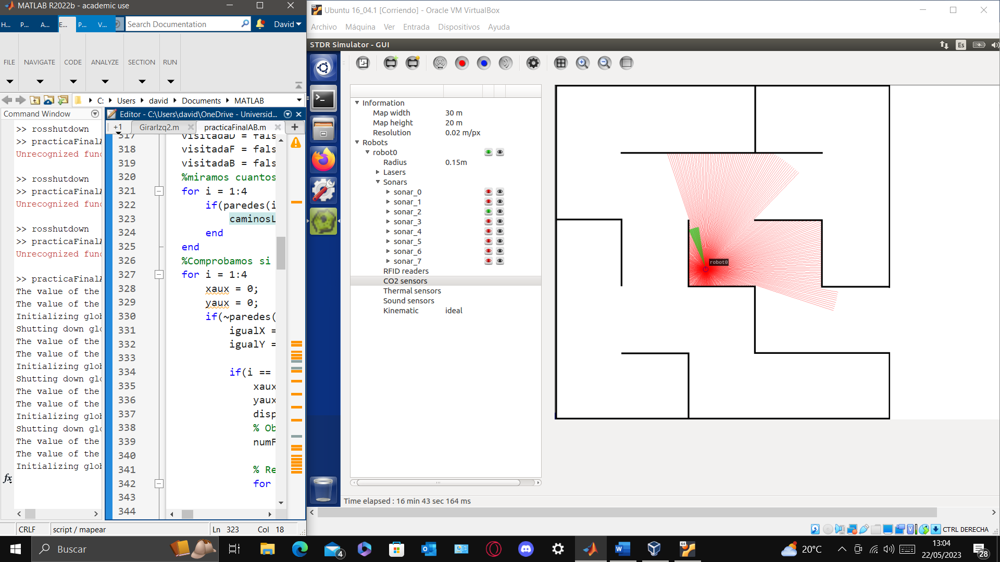 MATLAB R2022b - academic use
H... P... A... E... P... V...
Search Documentation
David
FILE NAVIGATE CODE ANALYZE SECTION RUN
C: Users david Documents MATLAB
Command Window
>> rosshutdown
>> practicaFinalA
Unrecognized func
>> rosshutdown
>> practicaFinalA
Unrecognized func
>> rosshutdown
>> practicaFinalA
Unrecognized func
>> practicaFinalA
The value of the
The value of the
Initializing glob
Shutting down glo
The value of the
The value of the
Initializing glob
Shutting down glo
The value of the
The value of the
Initializing glob
Shutting down glo
The value of the
The value of the
Initializing glob
fx
Editor - C:\Users\david\OneDrive - Universid...
+1 GirarIzq2.m practicaFinalAB.m
317 visitadaD = fals
318 visitadaF = fals
319 visitadaB = fals
320 %miramos cuantos
321 for i = 1:4
322 if(paredes(i
323 caminosL
324 end
325 end
326 %Comprobamos si
327 for i = 1:4
328 xaux = 0;
329 yaux = 0;
330 if(~paredes(
331 igualX =
332 igualY =
333
334 if(i ==
335 xaux
336 yaux
337 disp
338 % Ob
339 numF
340
341 % Re
342 for
343
344
CRLF script / mapear Ln 323 Col 18
Ubuntu 16_04.1 [Corriendo] - Oracle VM VirtualBox
Archivo Máquina Ver Entrada Dispositivos Ayuda
STDR Simulator - GUI
Es
Information
Map width 30 m
Map height 20 m
Resolution 0.02 m/px
Robots
robot0
Radius 0.15m
Lasers
Sonars
sonar_0
sonar_1
sonar_2
sonar_3
sonar_4
sonar_5
sonar_6
sonar_7
RFID readers
CO2 sensors
Thermal sensors
Sound sensors
Kinematic ideal
robot0
Time elapsed : 16 min 43 sec 164 ms
CTRL DERECHA
Buscar
4
20°C
13:04
22/05/2023
28